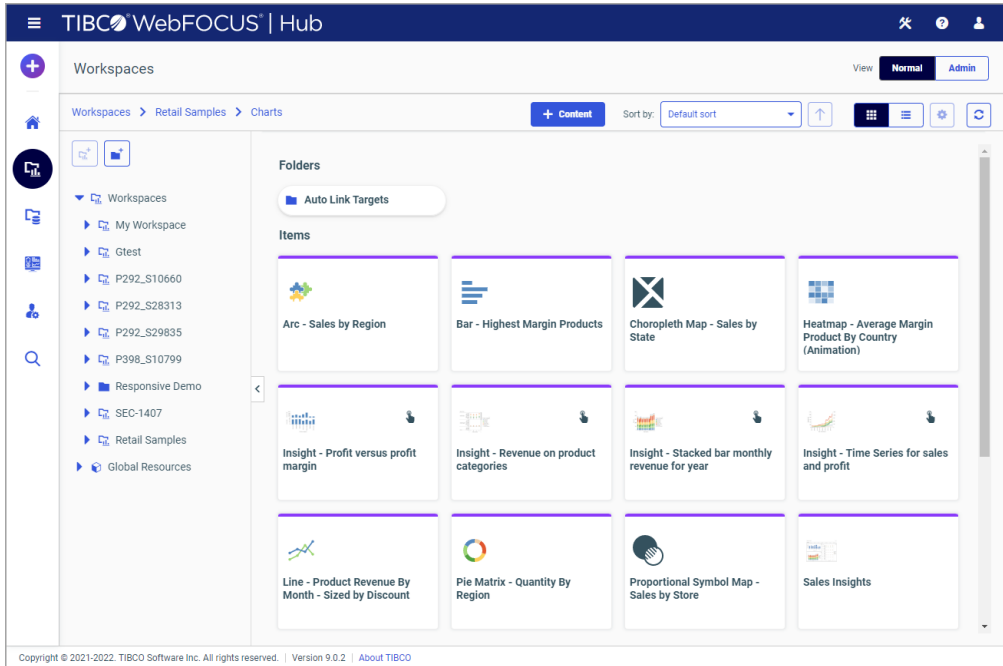 TIBCO® WebFOCUS® | Hub
Workspaces
View
Normal
Admin
Workspaces > Retail Samples > Charts
+ Content
Sort by:
Default sort
Workspaces
My Workspace
Gtest
P292_S10660
P292_S28313
P292_S29835
P398_S10799
Responsive Demo
SEC-1407
Retail Samples
Global Resources
Folders
Auto Link Targets
Items
Arc - Sales by Region
Bar - Highest Margin Products
Choropleth Map - Sales by
State
Heatmap - Average Margin
Product By Country
(Animation)
Insight - Profit versus profit
margin
Insight - Revenue on product
categories
Insight - Stacked bar monthly
revenue for year
Insight - Time Series for sales
and profit
Line - Product Revenue By
Month - Sized by Discount
Pie Matrix - Quantity By
Region
Proportional Symbol Map -
Sales by Store
Sales Insights
Copyright © 2021-2022. TIBCO Software Inc. All rights reserved. | Version 9.0.2 | About TIBCO